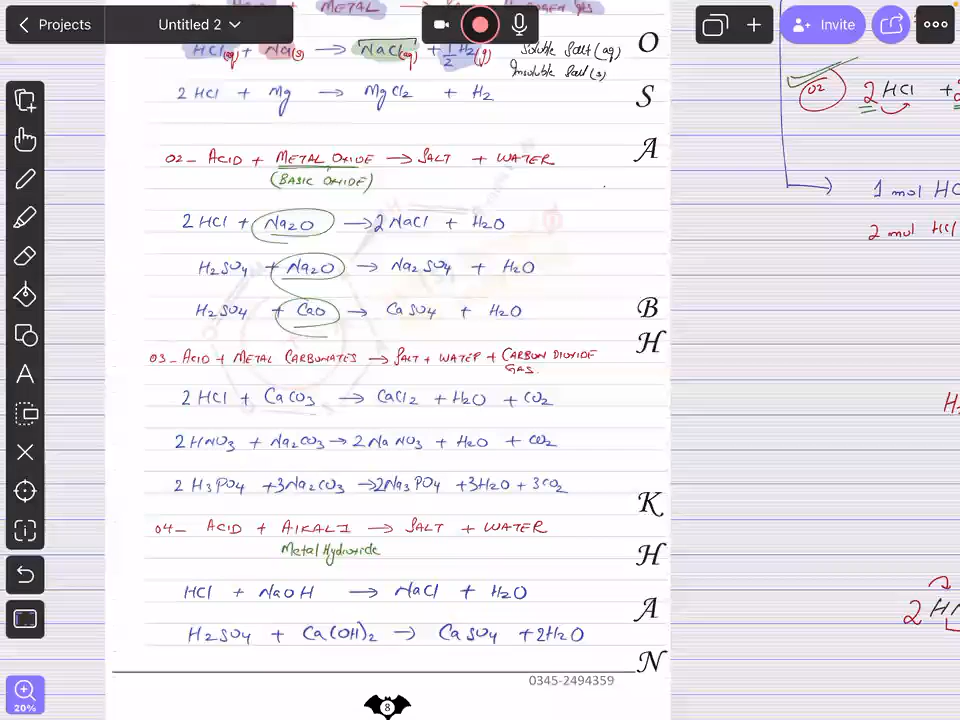 Projects
Untitled 2
Invite
METAL
HCl(aq) + Na(s) → NaCl(aq) + 1/2 H2(g)
Soluble Salt (aq)
Insoluble Salt (s)
O
2 HCl + Mg → MgCl2 + H2
S
02- ACID + METAL OXIDE → SALT + WATER
A
(BASIC OXIDE)
2 HCl + Na2O → 2 NaCl + H2O
H2SO4 + Na2O → Na2SO4 + H2O
H2SO4 + CaO → CaSO4 + H2O
B
03- ACID + METAL CARBONATES → SALT + WATER + CARBON DIOXIDE
GAS.
H
2 HCl + CaCO3 → CaCl2 + H2O + CO2
2HNO3 + Na2CO3 → 2NaNO3 + H2O + CO2
2 H3PO4 + 3Na2CO3 → 2Na3PO4 + 3H2O + 3CO2
K
04- ACID + ALKALI → SALT + WATER
Metal Hydroxide
H
HCl + NaOH → NaCl + H2O
A
H2SO4 + Ca(OH)2 → CaSO4 + 2H2O
N
0345-2494359
8
02
2HCl +2
1 mol HC
2 mol HCl
H
2 H
20%